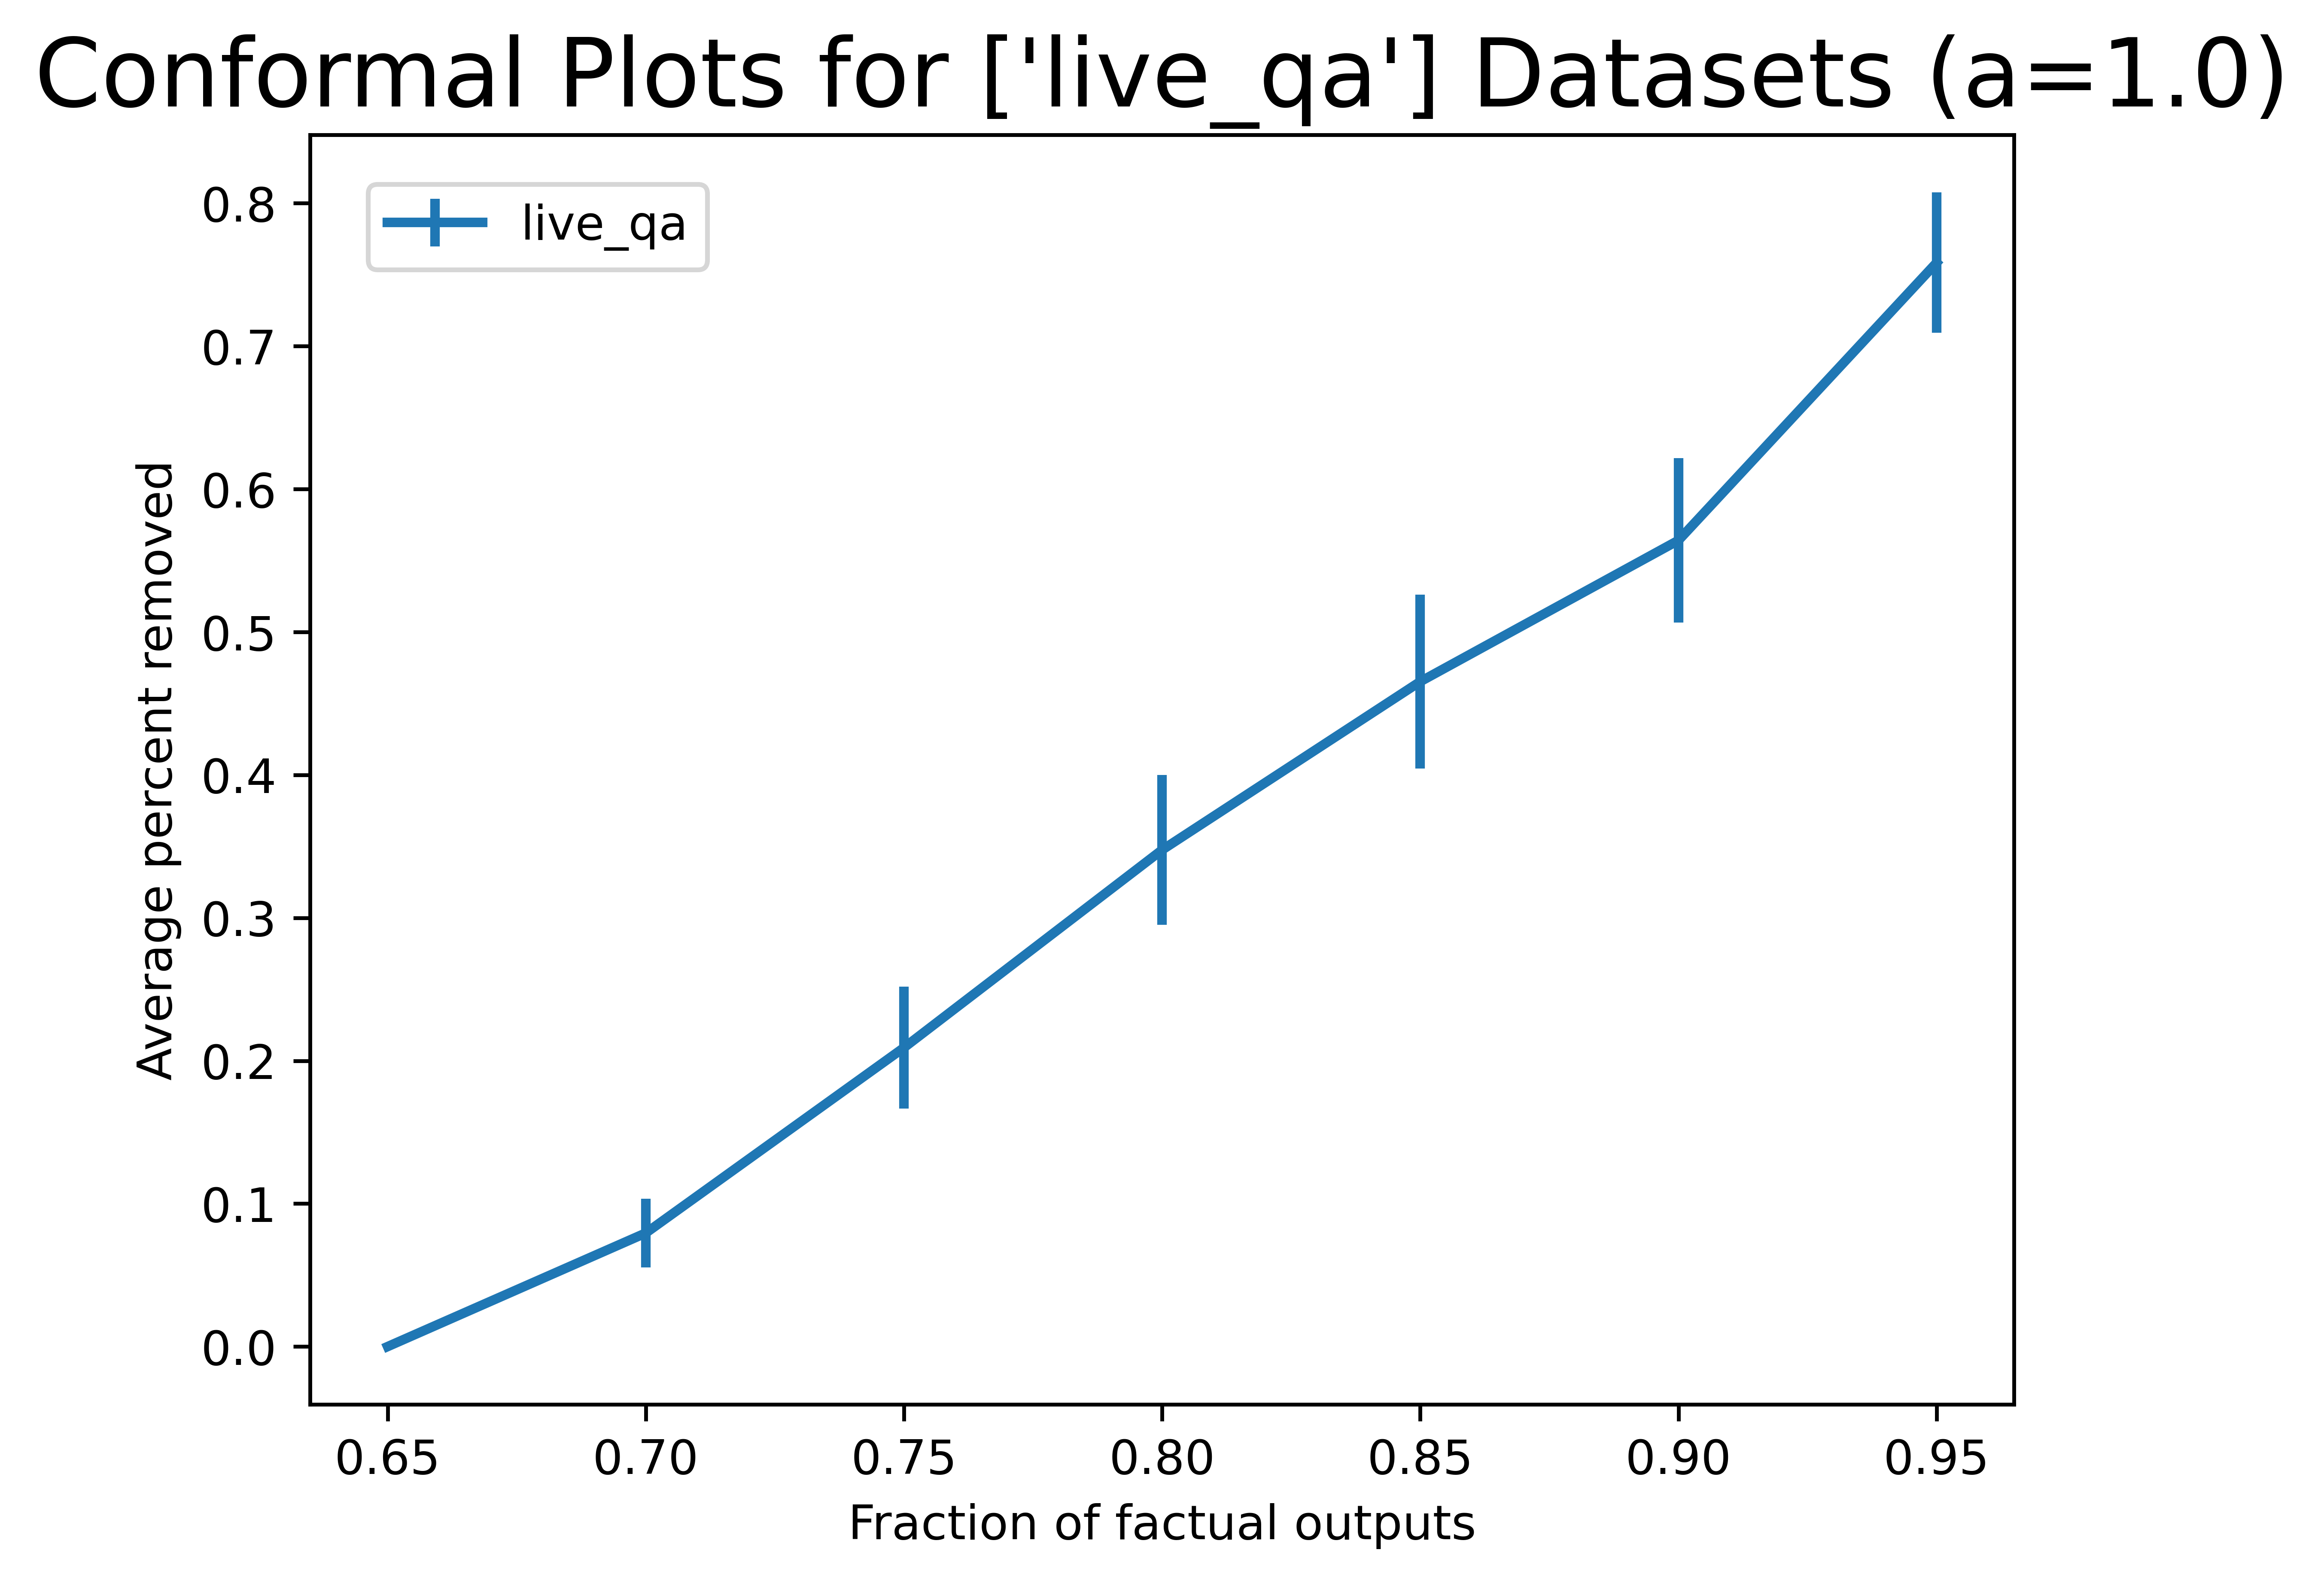 Conformal Plots for ['live_qa'] Datasets (a=1.0)
live_qa
0.8
0.7
0.6
0.5
0.4
0.3
0.2
0.1
0.0
Average percent removed
0.65 0.70 0.75 0.80 0.85 0.90 0.95
Fraction of factual outputs